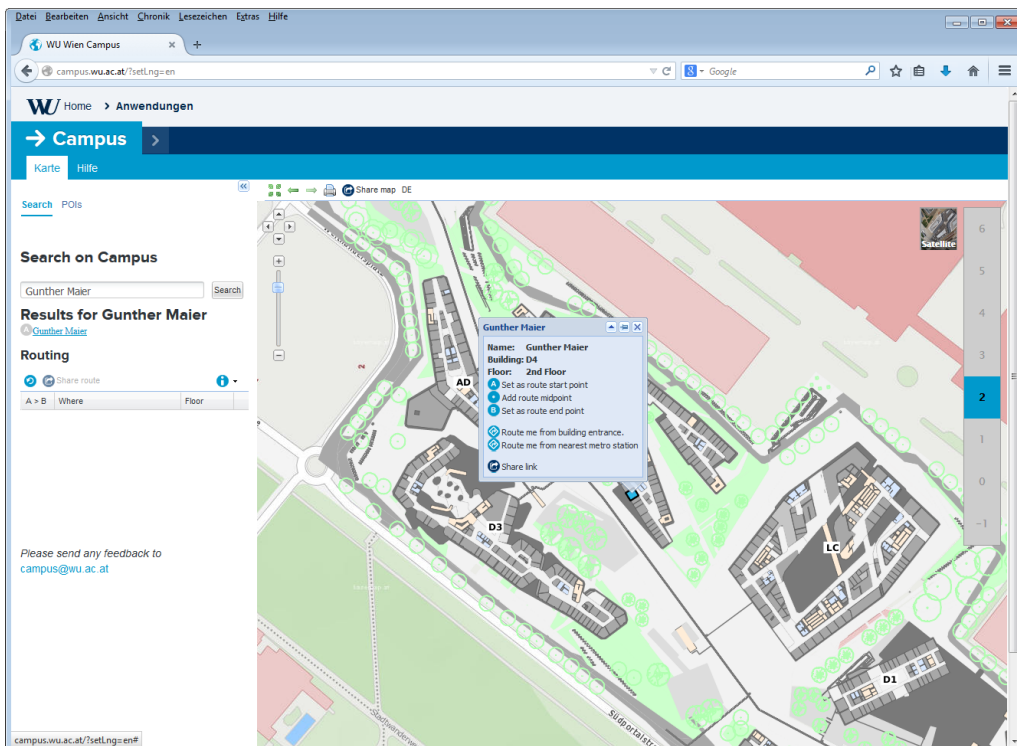 Datei Bearbeiten Ansicht Chronik Lesezeichen Extras Hilfe
WU Wien Campus
campus.wu.ac.at/?setLng=en
Google
WU Home > Anwendungen
→ Campus
Karte Hilfe
Share map DE
Search POIs
Search on Campus
Gunther Maier Search
Results for Gunther Maier
A Gunther Maier
Routing
Share route
A > B Where Floor
Please send any feedback to
campus@wu.ac.at
Satellite
6
5
4
3
2
1
0
-1
Gunther Maier
Name: Gunther Maier
Building: D4
Floor: 2nd Floor
A Set as route start point
Add route midpoint
B Set as route end point
Route me from building entrance.
Route me from nearest metro station
Share link
AD
D3
LC
D1
Südportalstr
campus.wu.ac.at/?setLng=en#